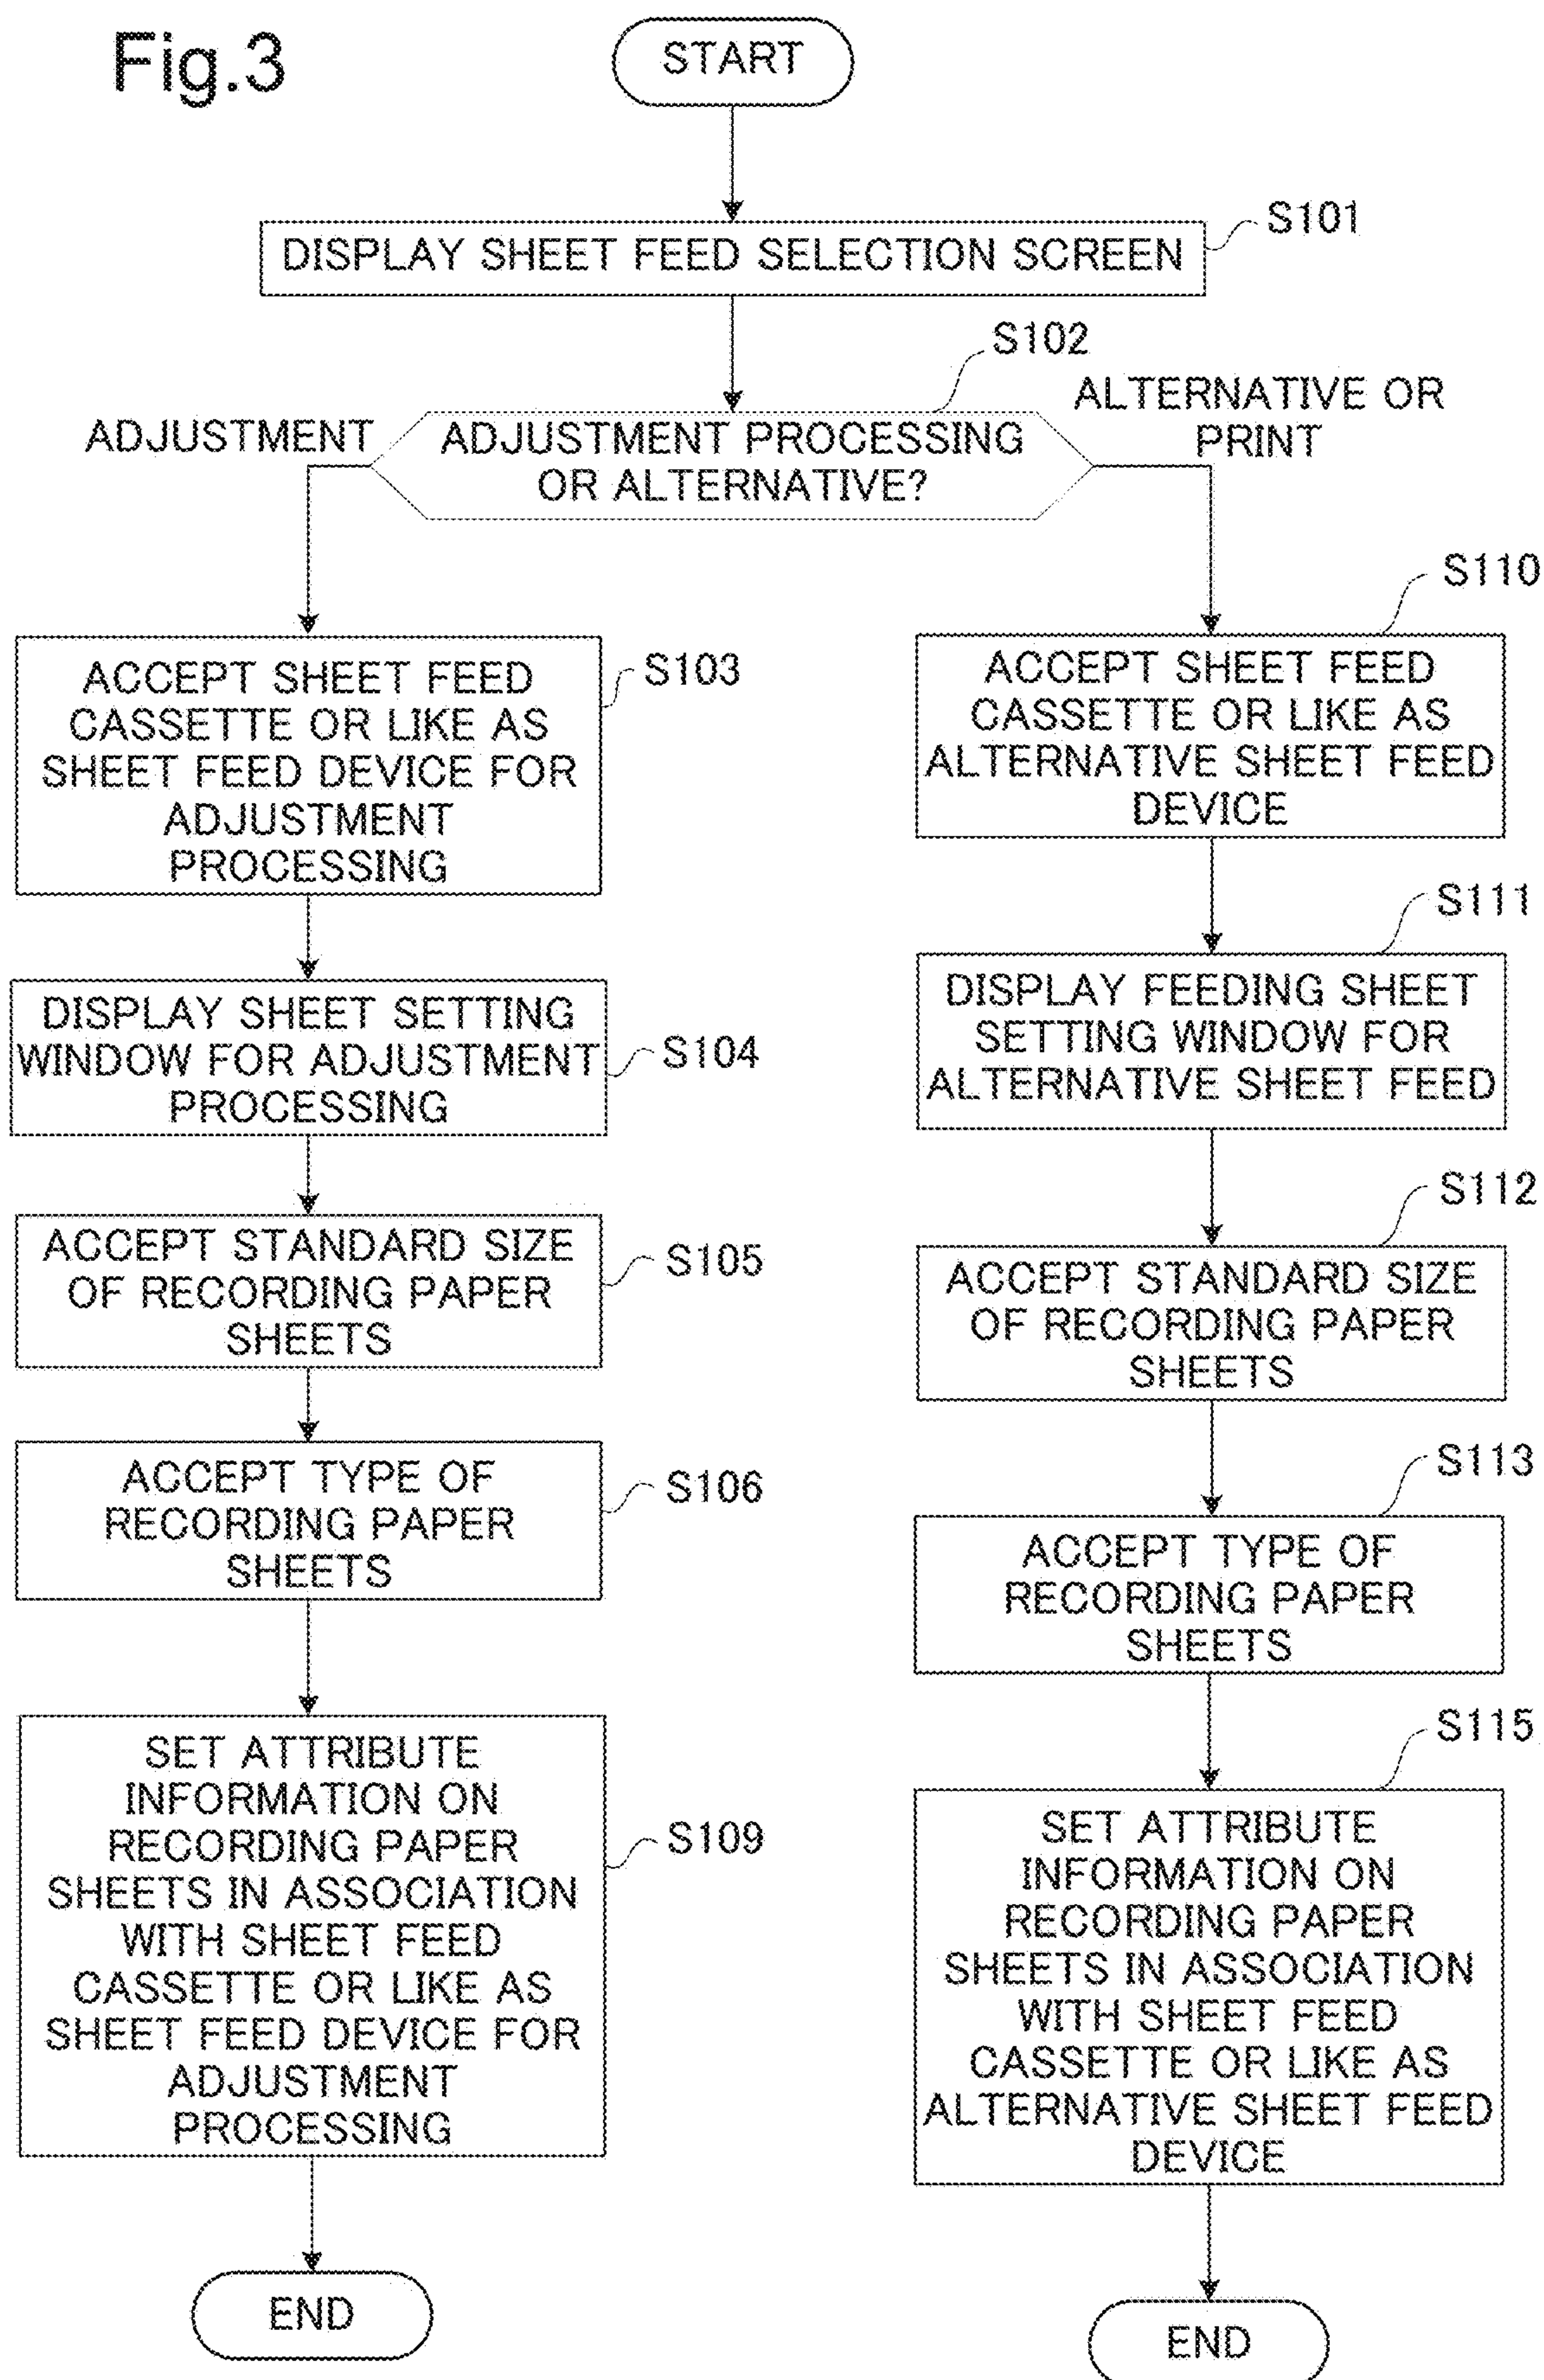 Fig.3
START
S101
DISPLAY SHEET FEED SELECTION SCREEN
S102
ADJUSTMENT
ADJUSTMENT PROCESSING
OR ALTERNATIVE?
ALTERNATIVE OR
PRINT
S103
ACCEPT SHEET FEED
CASSETTE OR LIKE AS
SHEET FEED DEVICE FOR
ADJUSTMENT
PROCESSING
S104
DISPLAY SHEET SETTING
WINDOW FOR ADJUSTMENT
PROCESSING
S105
ACCEPT STANDARD SIZE
OF RECORDING PAPER
SHEETS
S106
ACCEPT TYPE OF
RECORDING PAPER
SHEETS
S109
SET ATTRIBUTE
INFORMATION ON
RECORDING PAPER
SHEETS IN ASSOCIATION
WITH SHEET FEED
CASSETTE OR LIKE AS
SHEET FEED DEVICE FOR
ADJUSTMENT
PROCESSING
END
S110
ACCEPT SHEET FEED
CASSETTE OR LIKE AS
ALTERNATIVE SHEET FEED
DEVICE
S111
DISPLAY FEEDING SHEET
SETTING WINDOW FOR
ALTERNATIVE SHEET FEED
S112
ACCEPT STANDARD SIZE
OF RECORDING PAPER
SHEETS
S113
ACCEPT TYPE OF
RECORDING PAPER
SHEETS
S115
SET ATTRIBUTE
INFORMATION ON
RECORDING PAPER
SHEETS IN ASSOCIATION
WITH SHEET FEED
CASSETTE OR LIKE AS
ALTERNATIVE SHEET FEED
DEVICE
END